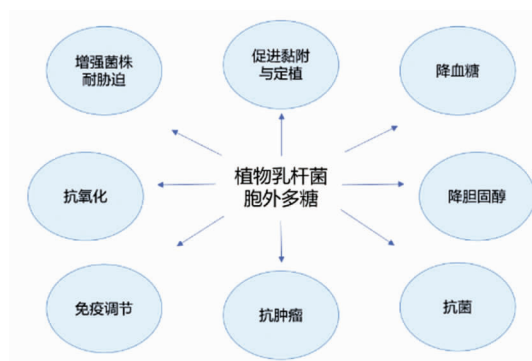 增强菌株
耐胁迫
促进黏附
与定植
降血糖
抗氧化
植物乳杆菌
胞外多糖
降胆固醇
免疫调节
抗肿瘤
抗菌